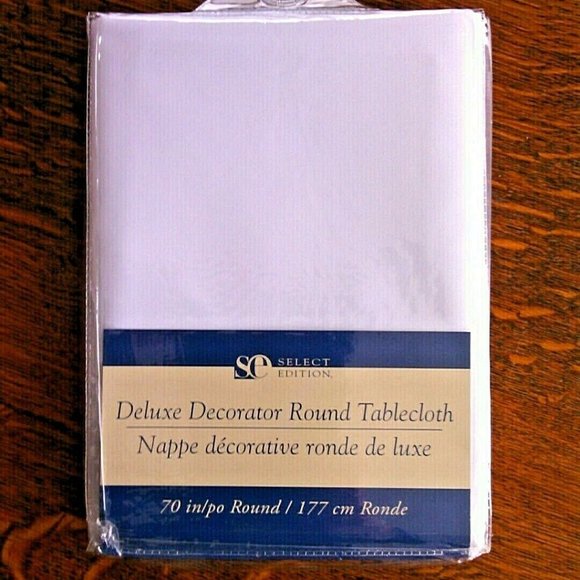 se SELECT
EDITION
Deluxe Decorator Round Tablecloth
Nappe décorative ronde de luxe
70 in/po Round / 177 cm Ronde